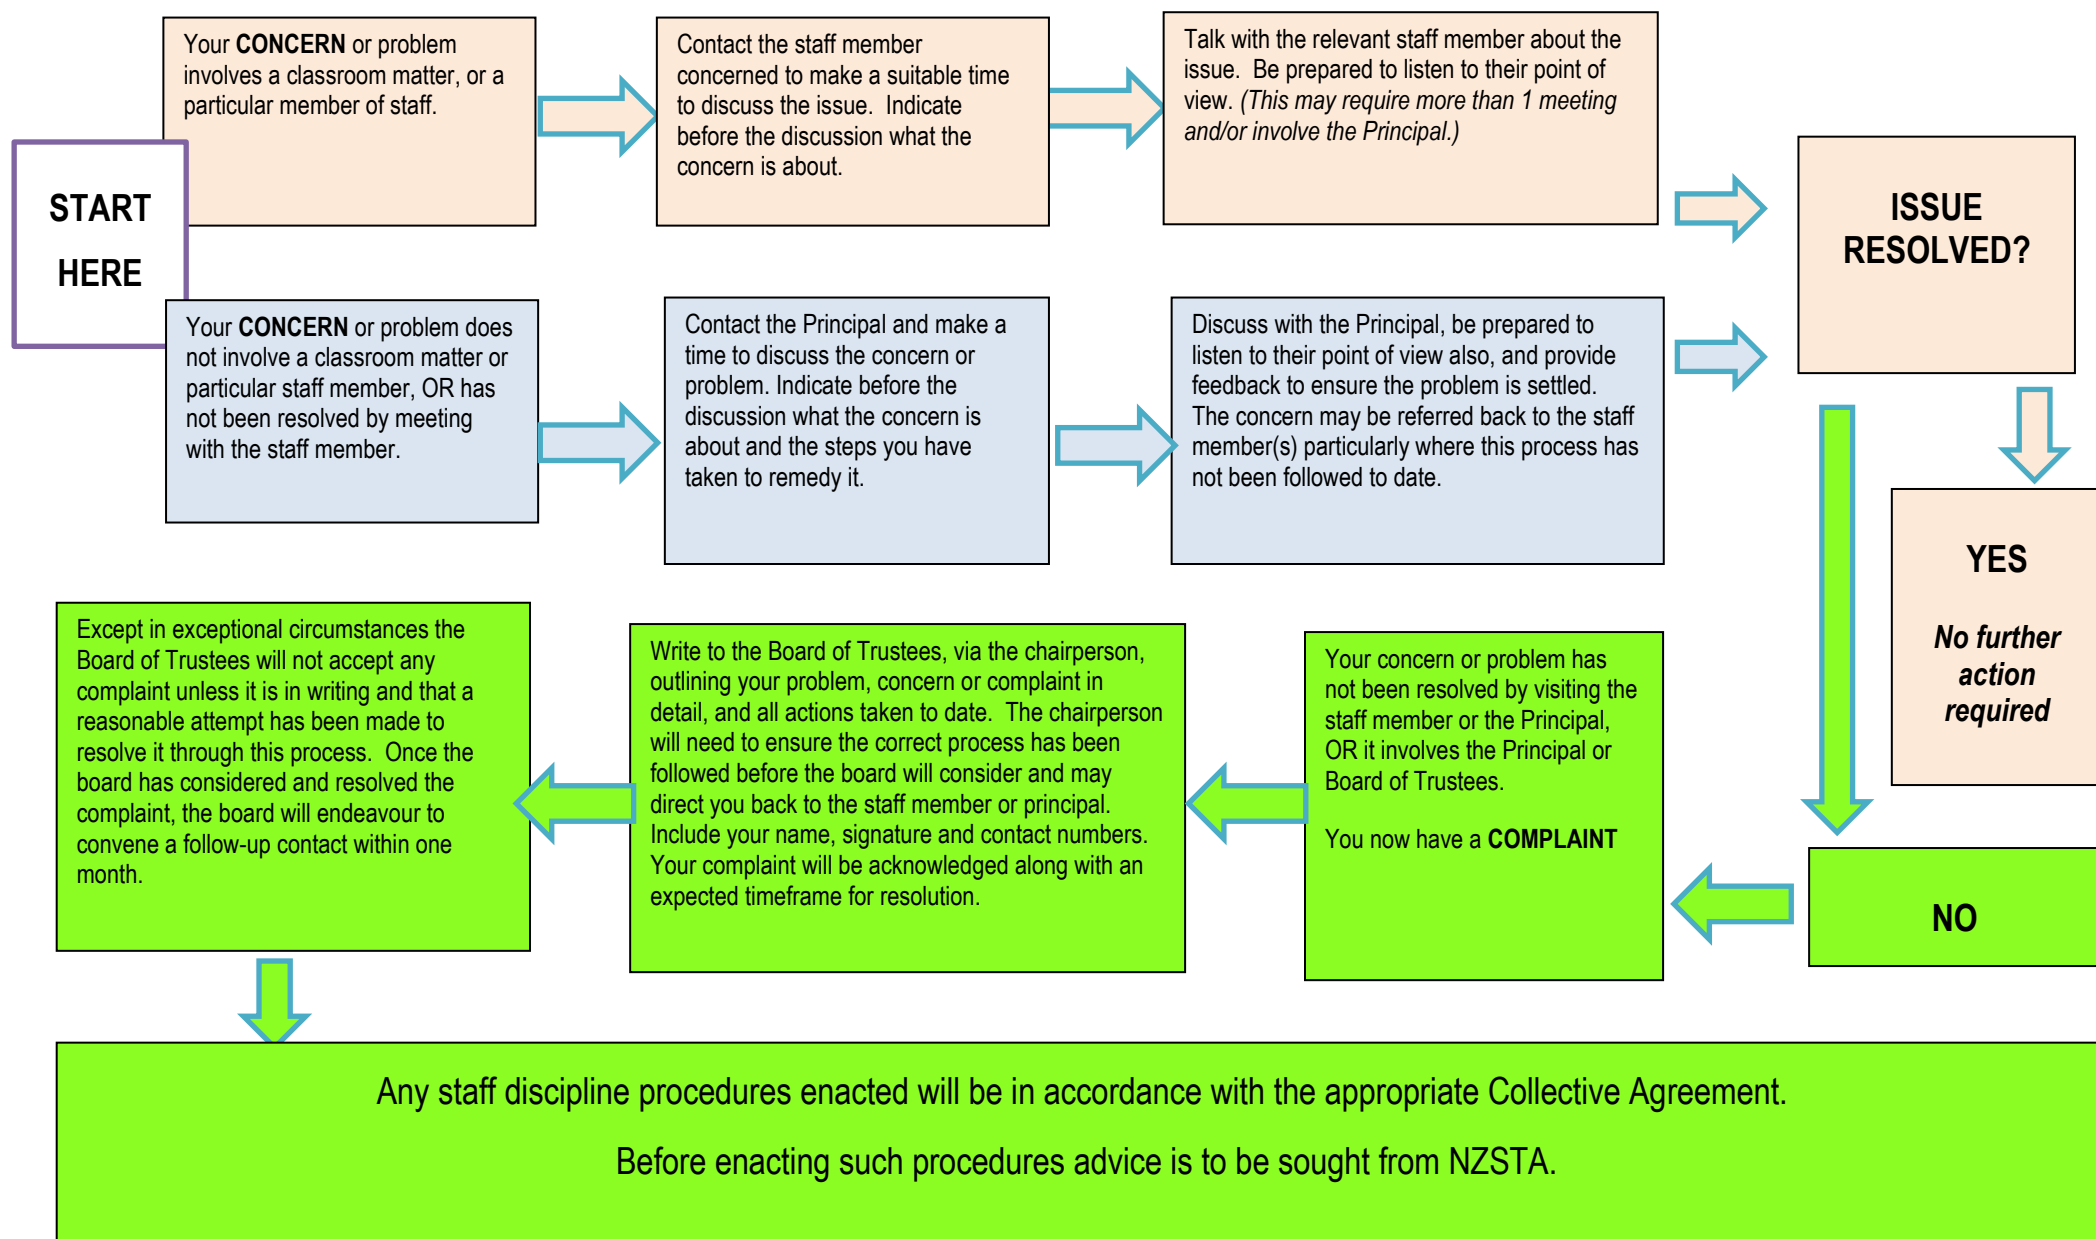 START
HERE
Your CONCERN or problem
involves a classroom matter, or a
particular member of staff.
Contact the staff member
concerned to make a suitable time
to discuss the issue.  Indicate
before the discussion what the
concern is about.
Talk with the relevant staff member about the
issue.  Be prepared to listen to their point of
view. (This may require more than 1 meeting
and/or involve the Principal.)
ISSUE
RESOLVED?
Your CONCERN or problem does
not involve a classroom matter or
particular staff member, OR has
not been resolved by meeting
with the staff member.
Contact the Principal and make a
time to discuss the concern or
problem. Indicate before the
discussion what the concern is
about and the steps you have
taken to remedy it.
Discuss with the Principal, be prepared to
listen to their point of view also, and provide
feedback to ensure the problem is settled.
The concern may be referred back to the staff
member(s) particularly where this process has
not been followed to date.
YES
No further
action
required
NO
Your concern or problem has
not been resolved by visiting the
staff member or the Principal,
OR it involves the Principal or
Board of Trustees.
You now have a COMPLAINT
Write to the Board of Trustees, via the chairperson,
outlining your problem, concern or complaint in
detail, and all actions taken to date.  The chairperson
will need to ensure the correct process has been
followed before the board will consider and may
direct you back to the staff member or principal.
Include your name, signature and contact numbers.
Your complaint will be acknowledged along with an
expected timeframe for resolution.
Except in exceptional circumstances the
Board of Trustees will not accept any
complaint unless it is in writing and that a
reasonable attempt has been made to
resolve it through this process.  Once the
board has considered and resolved the
complaint, the board will endeavour to
convene a follow-up contact within one
month.
Any staff discipline procedures enacted will be in accordance with the appropriate Collective Agreement.
Before enacting such procedures advice is to be sought from NZSTA.